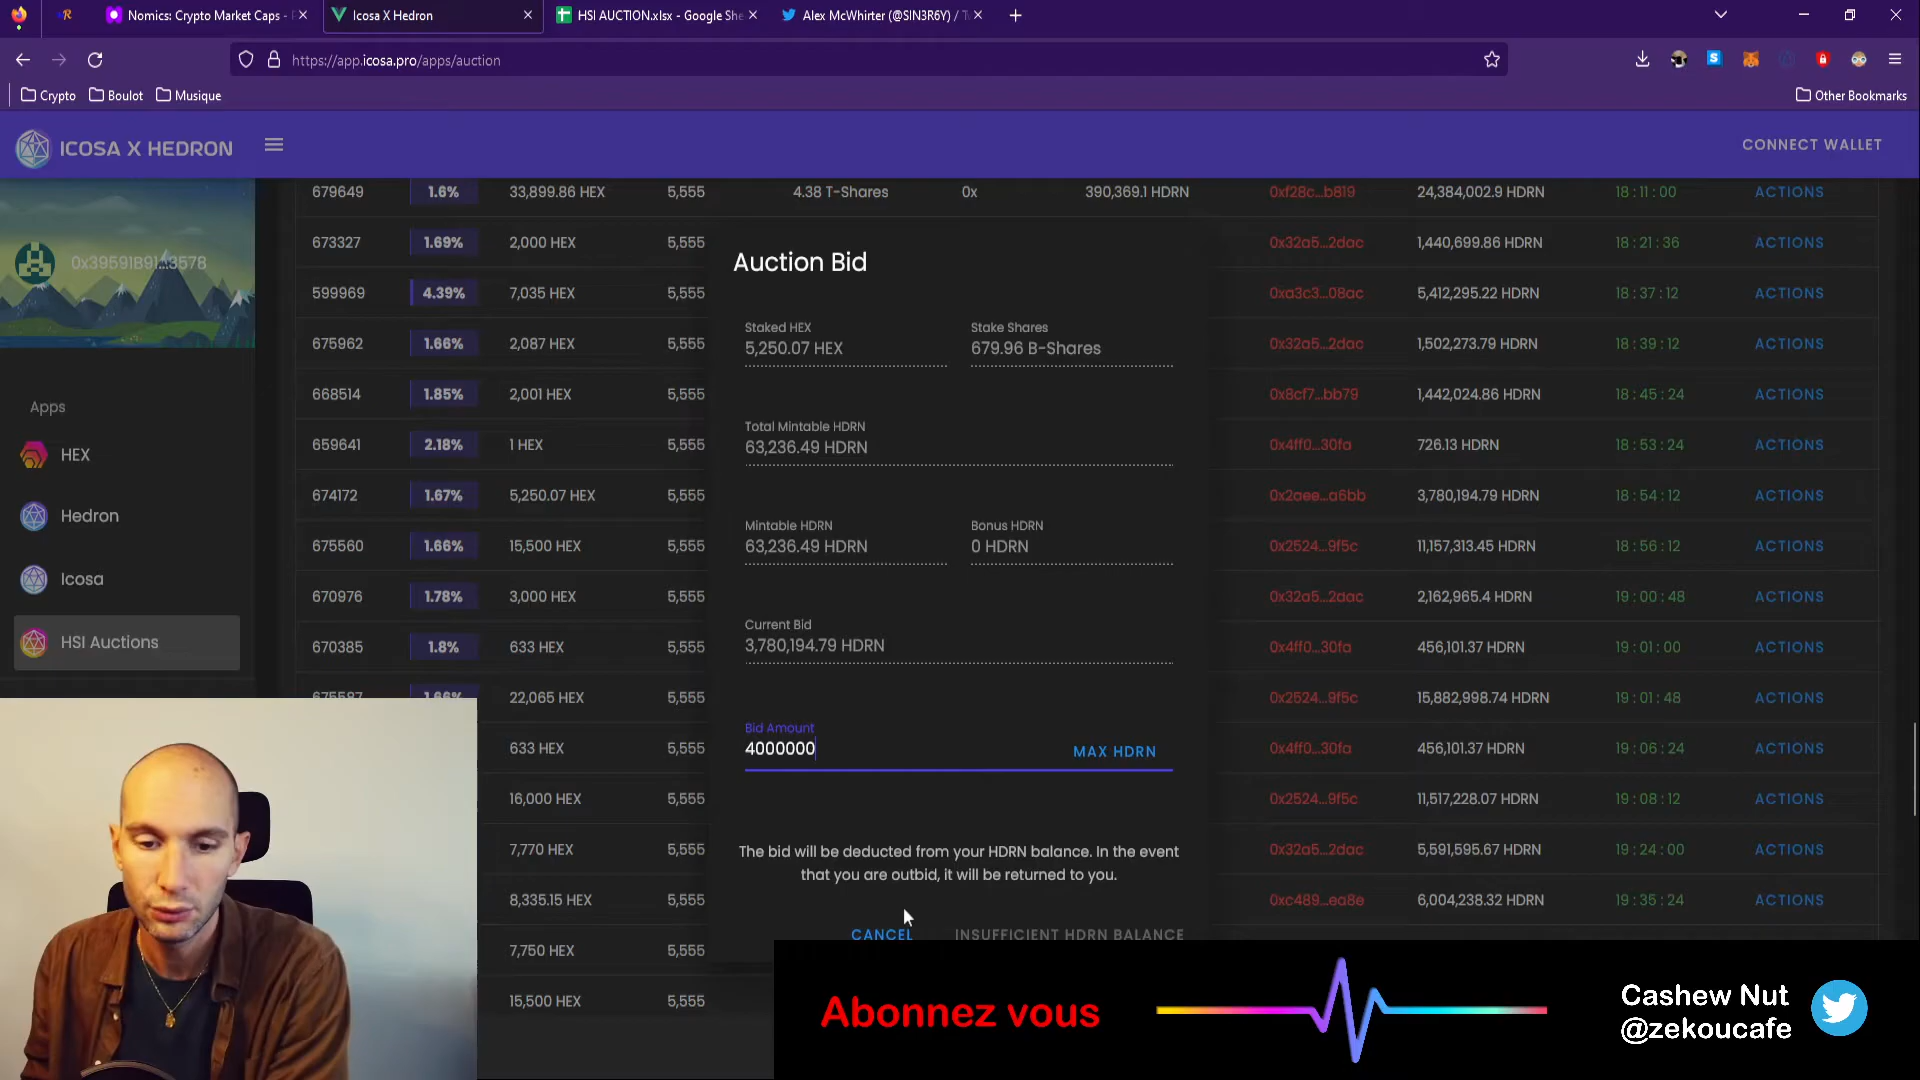 Nomics: Crypto Market Caps - P
Icosa X Hedron
HSI AUCTION.xlsx - Google She
Alex McWhirter (@SIN3R6Y) / T
https://app.icosa.pro/apps/auction
Crypto
Boulot
Musique
Other Bookmarks
ICOSA X HEDRON
CONNECT WALLET
0x39591B91...3578
Apps
HEX
Hedron
Icosa
HSI Auctions
679649 1.6% 33,899.86 HEX 5,555 4.38 T-Shares 0x 390,369.1 HDRN 0xf28c...b819 24,384,002.9 HDRN 18:11:00 ACTIONS
673327 1.69% 2,000 HEX 5,555 0x32a5...2dac 1,440,699.86 HDRN 18:21:36 ACTIONS
599969 4.39% 7,035 HEX 5,555 0xa3c3...08ac 5,412,295.22 HDRN 18:37:12 ACTIONS
675962 1.66% 2,087 HEX 5,555 0x32a5...2dac 1,502,273.79 HDRN 18:39:12 ACTIONS
668514 1.85% 2,001 HEX 5,555 0x8cf7...bb79 1,442,024.86 HDRN 18:45:24 ACTIONS
659641 2.18% 1 HEX 5,555 0x4ff0...30fa 726.13 HDRN 18:53:24 ACTIONS
674172 1.67% 5,250.07 HEX 5,555 0x2aee...a6bb 3,780,194.79 HDRN 18:54:12 ACTIONS
675560 1.66% 15,500 HEX 5,555 0x2524...9f5c 11,157,313.45 HDRN 18:56:12 ACTIONS
670976 1.78% 3,000 HEX 5,555 0x32a5...2dac 2,162,965.4 HDRN 19:00:48 ACTIONS
670385 1.8% 633 HEX 5,555 0x4ff0...30fa 456,101.37 HDRN 19:01:00 ACTIONS
675587 1.66% 22,065 HEX 5,555 0x2524...9f5c 15,882,998.74 HDRN 19:01:48 ACTIONS
633 HEX 5,555 0x4ff0...30fa 456,101.37 HDRN 19:06:24 ACTIONS
16,000 HEX 5,555 0x2524...9f5c 11,517,228.07 HDRN 19:08:12 ACTIONS
7,770 HEX 5,555 0x32a5...2dac 5,591,595.67 HDRN 19:24:00 ACTIONS
8,335.15 HEX 5,555 0xc489...ea8e 6,004,238.32 HDRN 19:35:24 ACTIONS
7,750 HEX 5,555
15,500 HEX 5,555
Auction Bid
Staked HEX
5,250.07 HEX
Stake Shares
679.96 B-Shares
Total Mintable HDRN
63,236.49 HDRN
Mintable HDRN
63,236.49 HDRN
Bonus HDRN
0 HDRN
Current Bid
3,780,194.79 HDRN
Bid Amount
4000000
MAX HDRN
The bid will be deducted from your HDRN balance. In the event
that you are outbid, it will be returned to you.
CANCEL
INSUFFICIENT HDRN BALANCE
Abonnez vous
Cashew Nut
@zekoucafe